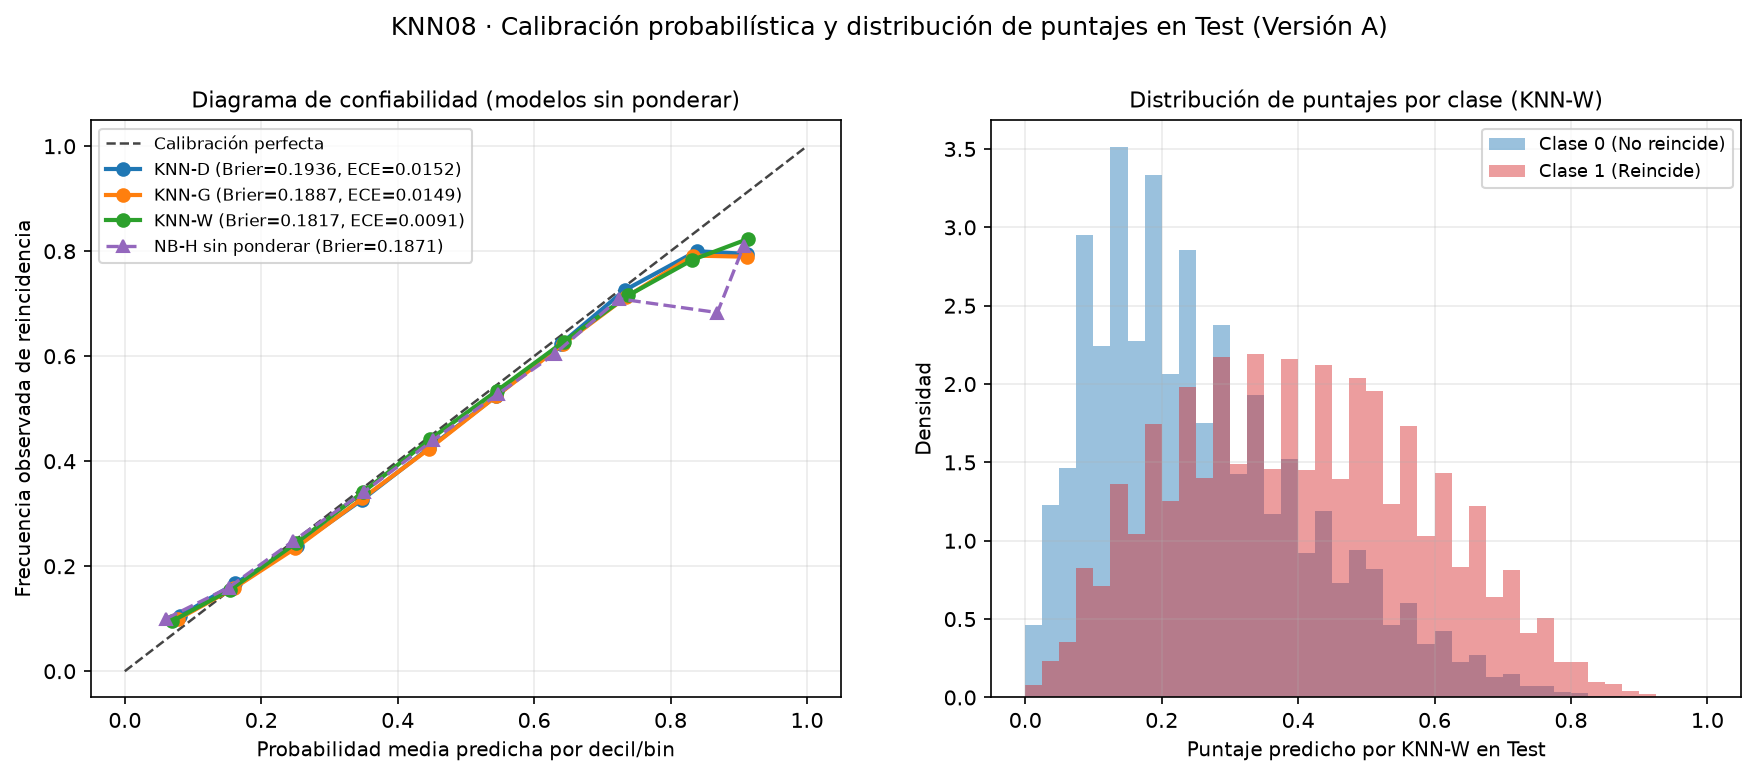 KNN08 · Calibración probabilística y distribución de puntajes en Test (Versión A)
Diagrama de confiabilidad (modelos sin ponderar)
Calibración perfecta
KNN-D (Brier=0.1936, ECE=0.0152)
KNN-G (Brier=0.1887, ECE=0.0149)
KNN-W (Brier=0.1817, ECE=0.0091)
NB-H sin ponderar (Brier=0.1871)
Frecuencia observada de reincidencia
1.0
0.8
0.6
0.4
0.2
0.0
0.0 0.2 0.4 0.6 0.8 1.0
Probabilidad media predicha por decil/bin
Distribución de puntajes por clase (KNN-W)
Clase 0 (No reincide)
Clase 1 (Reincide)
Densidad
3.5
3.0
2.5
2.0
1.5
1.0
0.5
0.0
0.0 0.2 0.4 0.6 0.8 1.0
Puntaje predicho por KNN-W en Test